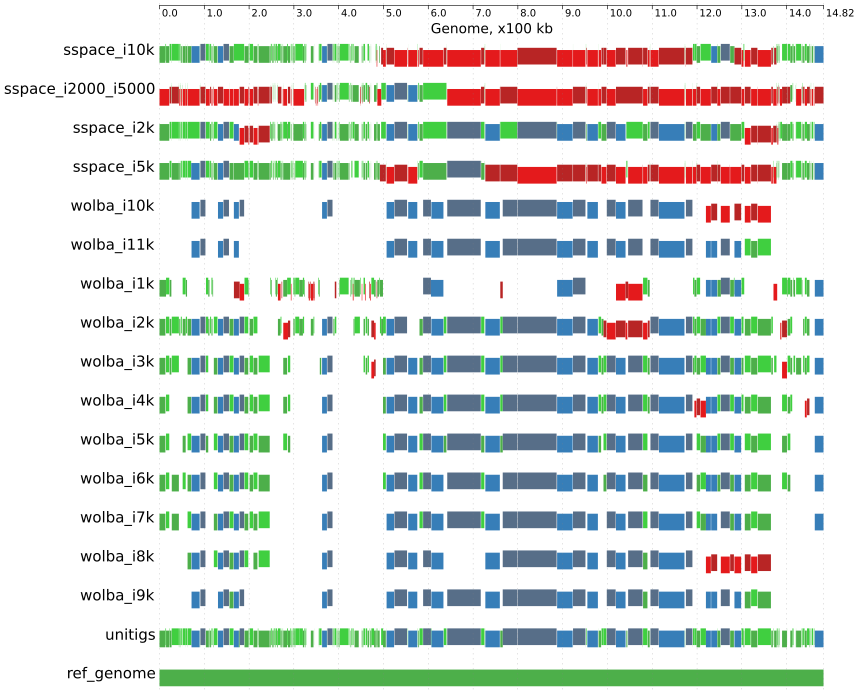 0.0 1.0 2.0 3.0 4.0 5.0 6.0 7.0 8.0 9.0 10.0 11.0 12.0 13.0 14.0 14.82
Genome, x100 kb
sspace_i10k
sspace_i2000_i5000
sspace_i2k
sspace_i5k
wolba_i10k
wolba_i11k
wolba_i1k
wolba_i2k
wolba_i3k
wolba_i4k
wolba_i5k
wolba_i6k
wolba_i7k
wolba_i8k
wolba_i9k
unitigs
ref_genome